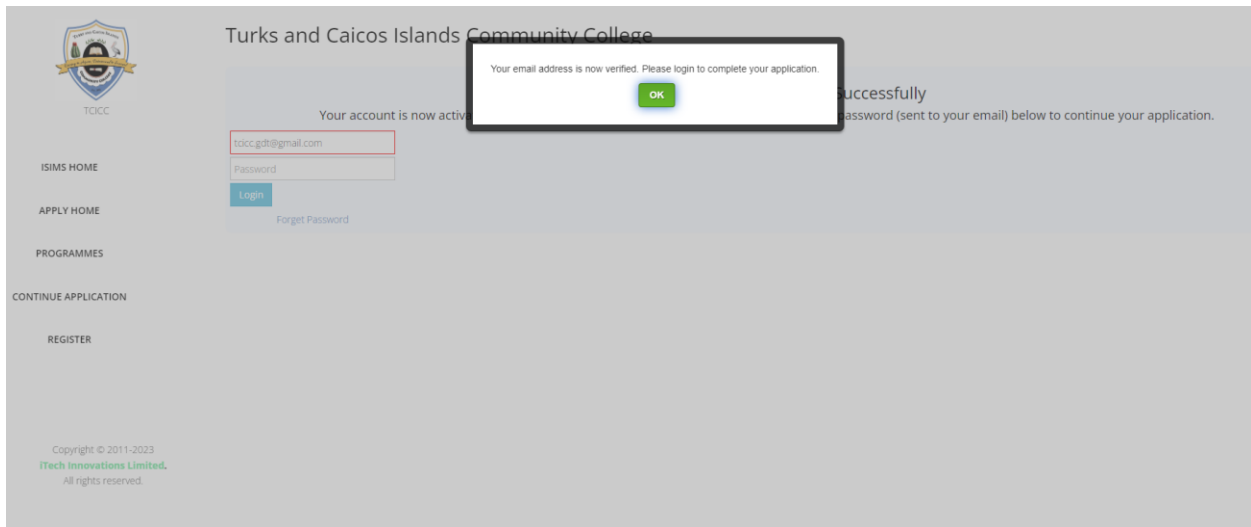 Turks and Caicos Islands Community College
Your email address is now verified. Please login to complete your application.
OK
Successfully
Your account is now activa
password (sent to your email) below to continue your application.
tcicc.gdt@gmail.com
Password
Login
Forget Password
TCICC
ISIMS HOME
APPLY HOME
PROGRAMMES
CONTINUE APPLICATION
REGISTER
Copyright © 2011-2023
iTech Innovations Limited.
All rights reserved.